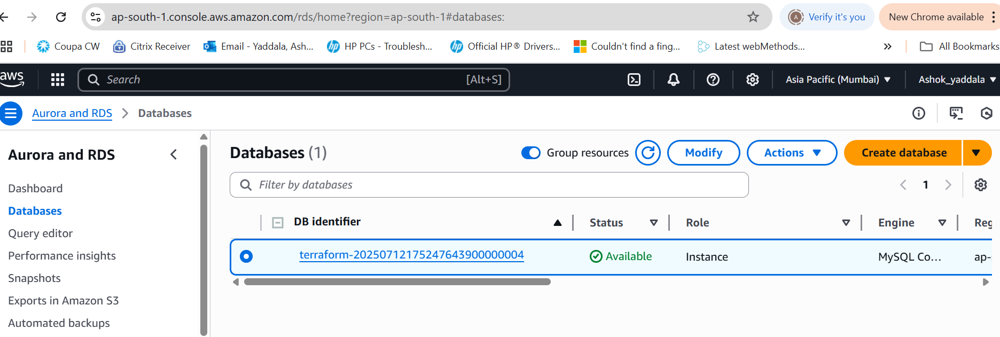 ap-south-1.console.aws.amazon.com/rds/home?region=ap-south-1#databases:
A
Verify it's you
New Chrome available
Coupa CW
Citrix Receiver
Email - Yaddala, Ash...
HP PCs - Troublesh...
Official HP® Drivers...
Couldn't find a fing...
Latest webMethods...
All Bookmarks
aws
Search
[Alt+S]
Asia Pacific (Mumbai)
Ashok_yaddala
Aurora and RDS
Databases
Aurora and RDS
Dashboard
Databases
Query editor
Performance insights
Snapshots
Exports in Amazon S3
Automated backups
Databases (1)
Group resources
Modify
Actions
Create database
Filter by databases
1
DB identifier
Status
Role
Engine
Reg
terraform-20250712175247643900000004
Available
Instance
MySQL Co...
ap-